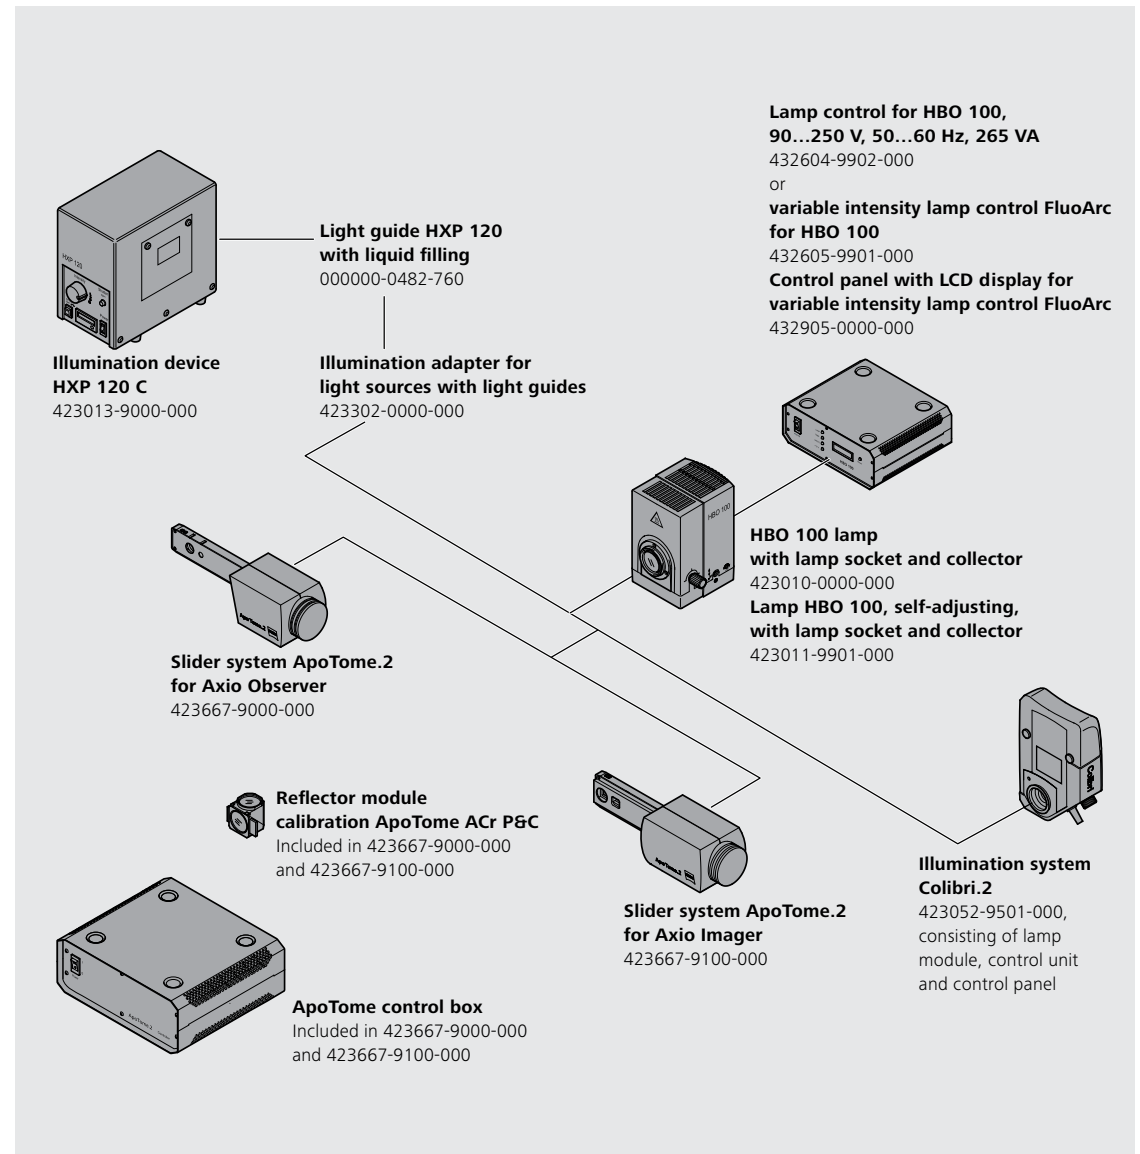 Lamp control for HBO 100,
90…250 V, 50…60 Hz, 265 VA
432604-9902-000
or
variable intensity lamp control FluoArc
for HBO 100
432605-9901-000
Control panel with LCD display for
variable intensity lamp control FluoArc
432905-0000-000
HXP 120
Light guide HXP 120
with liquid filling
000000-0482-760
Illumination device
HXP 120 C
423013-9000-000
Illumination adapter for
light sources with light guides
423302-0000-000
HBO 100
HBO 100
HBO 100 lamp
with lamp socket and collector
423010-0000-000
Lamp HBO 100, self-adjusting,
with lamp socket and collector
423011-9901-000
ApoTome.2
Slider system ApoTome.2
for Axio Observer
423667-9000-000
Colibri
Reflector module
calibration ApoTome ACr P&C
Included in 423667-9000-000
and 423667-9100-000
ApoTome.2
Slider system ApoTome.2
for Axio Imager
423667-9100-000
Illumination system
Colibri.2
423052-9501-000,
consisting of lamp
module, control unit
and control panel
ApoTome.2
ApoTome control box
Included in 423667-9000-000
and 423667-9100-000